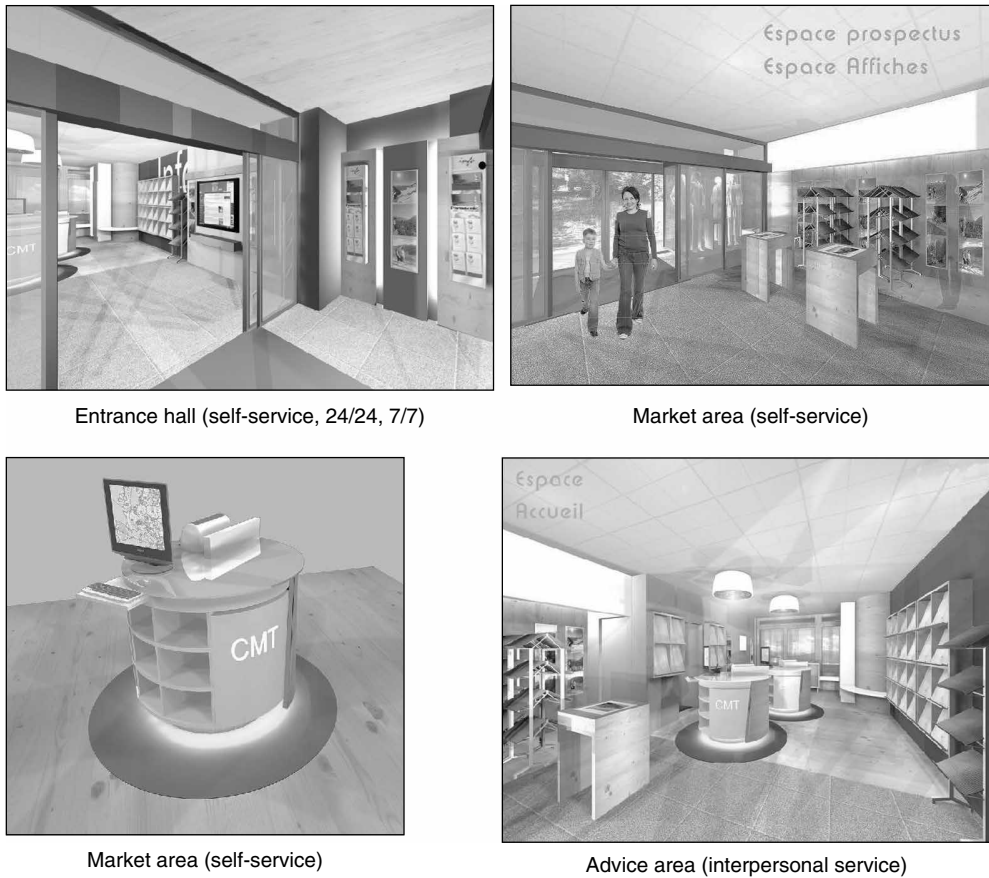 Espace prospectus
Espace Affiches
CMT
Entrance hall (self-service, 24/24, 7/7)
Market area (self-service)
CMT
Espace
Accueil
CMT
Market area (self-service)
Advice area (interpersonal service)